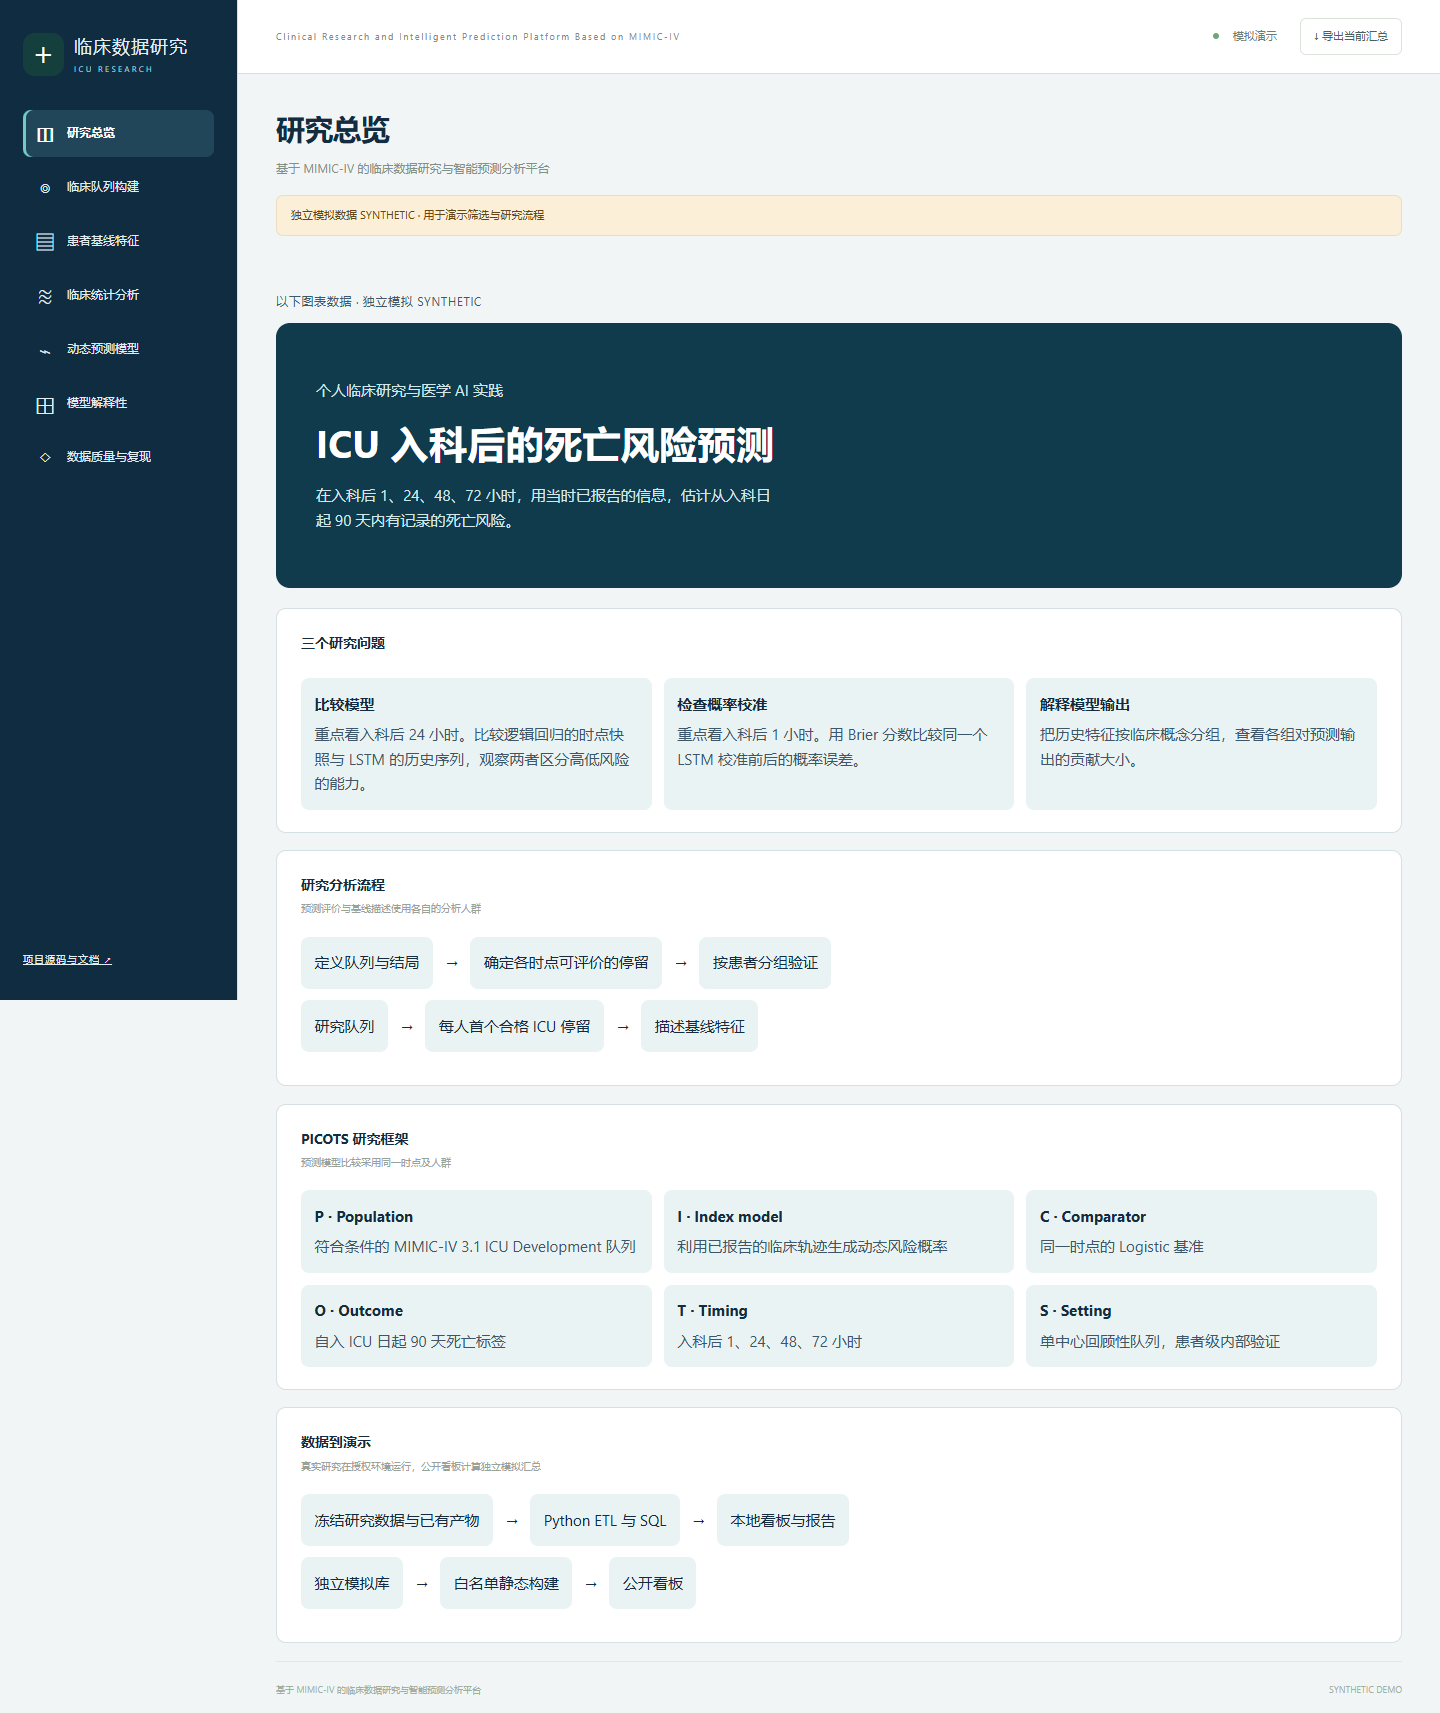 临床数据研究
ICU RESEARCH
研究总览
临床队列构建
患者基线特征
临床统计分析
动态预测模型
模型解释性
数据质量与复现
项目源码与文档 ↗
Clinical Research and Intelligent Prediction Platform Based on MIMIC-IV
模拟演示
↓ 导出当前汇总
研究总览
基于 MIMIC-IV 的临床数据研究与智能预测分析平台
独立模拟数据 SYNTHETIC · 用于演示筛选与研究流程
以下图表数据 · 独立模拟 SYNTHETIC
个人临床研究与医学 AI 实践
ICU 入科后的死亡风险预测
在入科后 1、24、48、72 小时，用当时已报告的信息，估计从入科日
起 90 天内有记录的死亡风险。
三个研究问题
比较模型
重点看入科后 24 小时。比较逻辑回归的时点快
照与 LSTM 的历史序列，观察两者区分高低风险
的能力。
检查概率校准
重点看入科后 1 小时。用 Brier 分数比较同一个
LSTM 校准前后的概率误差。
解释模型输出
把历史特征按临床概念分组，查看各组对预测输
出的贡献大小。
研究分析流程
预测评价与基线描述使用各自的分析人群
定义队列与结局 → 确定各时点可评价的停留 → 按患者分组验证
研究队列 → 每人首个合格 ICU 停留 → 描述基线特征
PICOTS 研究框架
预测模型比较采用同一时点及人群
P · Population
符合条件的 MIMIC-IV 3.1 ICU Development 队列
I · Index model
利用已报告的临床轨迹生成动态风险概率
C · Comparator
同一时点的 Logistic 基准
O · Outcome
自入 ICU 日起 90 天死亡标签
T · Timing
入科后 1、24、48、72 小时
S · Setting
单中心回顾性队列，患者级内部验证
数据到演示
真实研究在授权环境运行，公开看板计算独立模拟汇总
冻结研究数据与已有产物 → Python ETL 与 SQL → 本地看板与报告
独立模拟库 → 白名单静态构建 → 公开看板
基于 MIMIC-IV 的临床数据研究与智能预测分析平台
SYNTHETIC DEMO